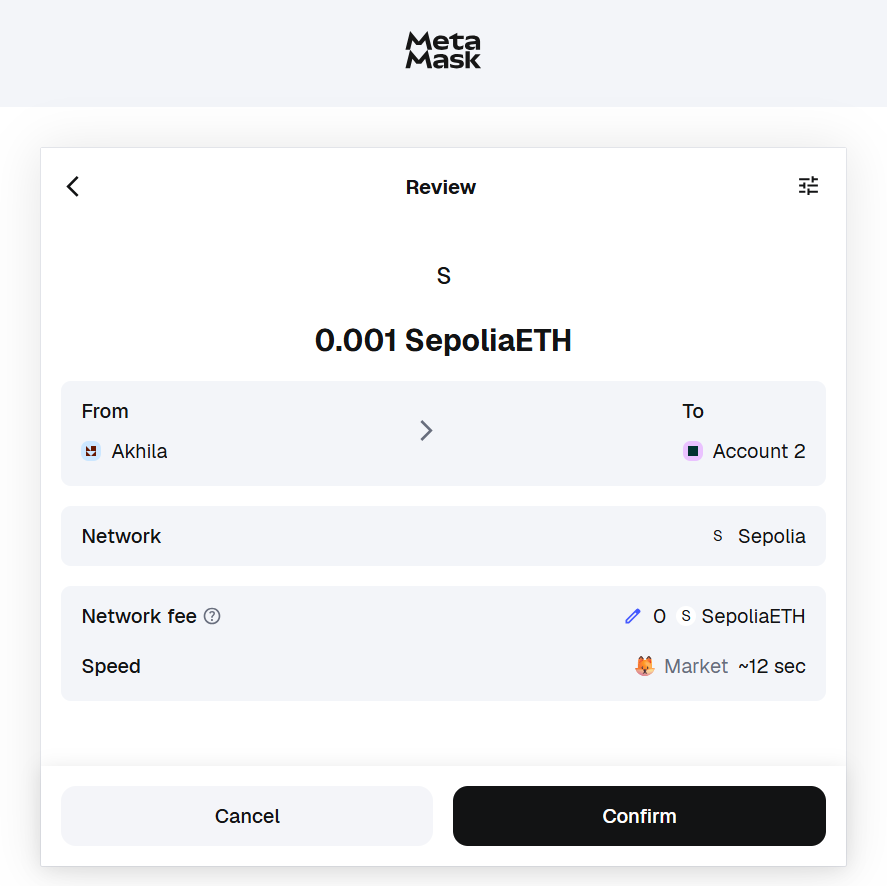 Meta
Mask
Review
S
0.001 SepoliaETH
From
To
Akhila
Account 2
Network
S Sepolia
Network fee ?
0 S SepoliaETH
Speed
Market ~12 sec
Cancel
Confirm